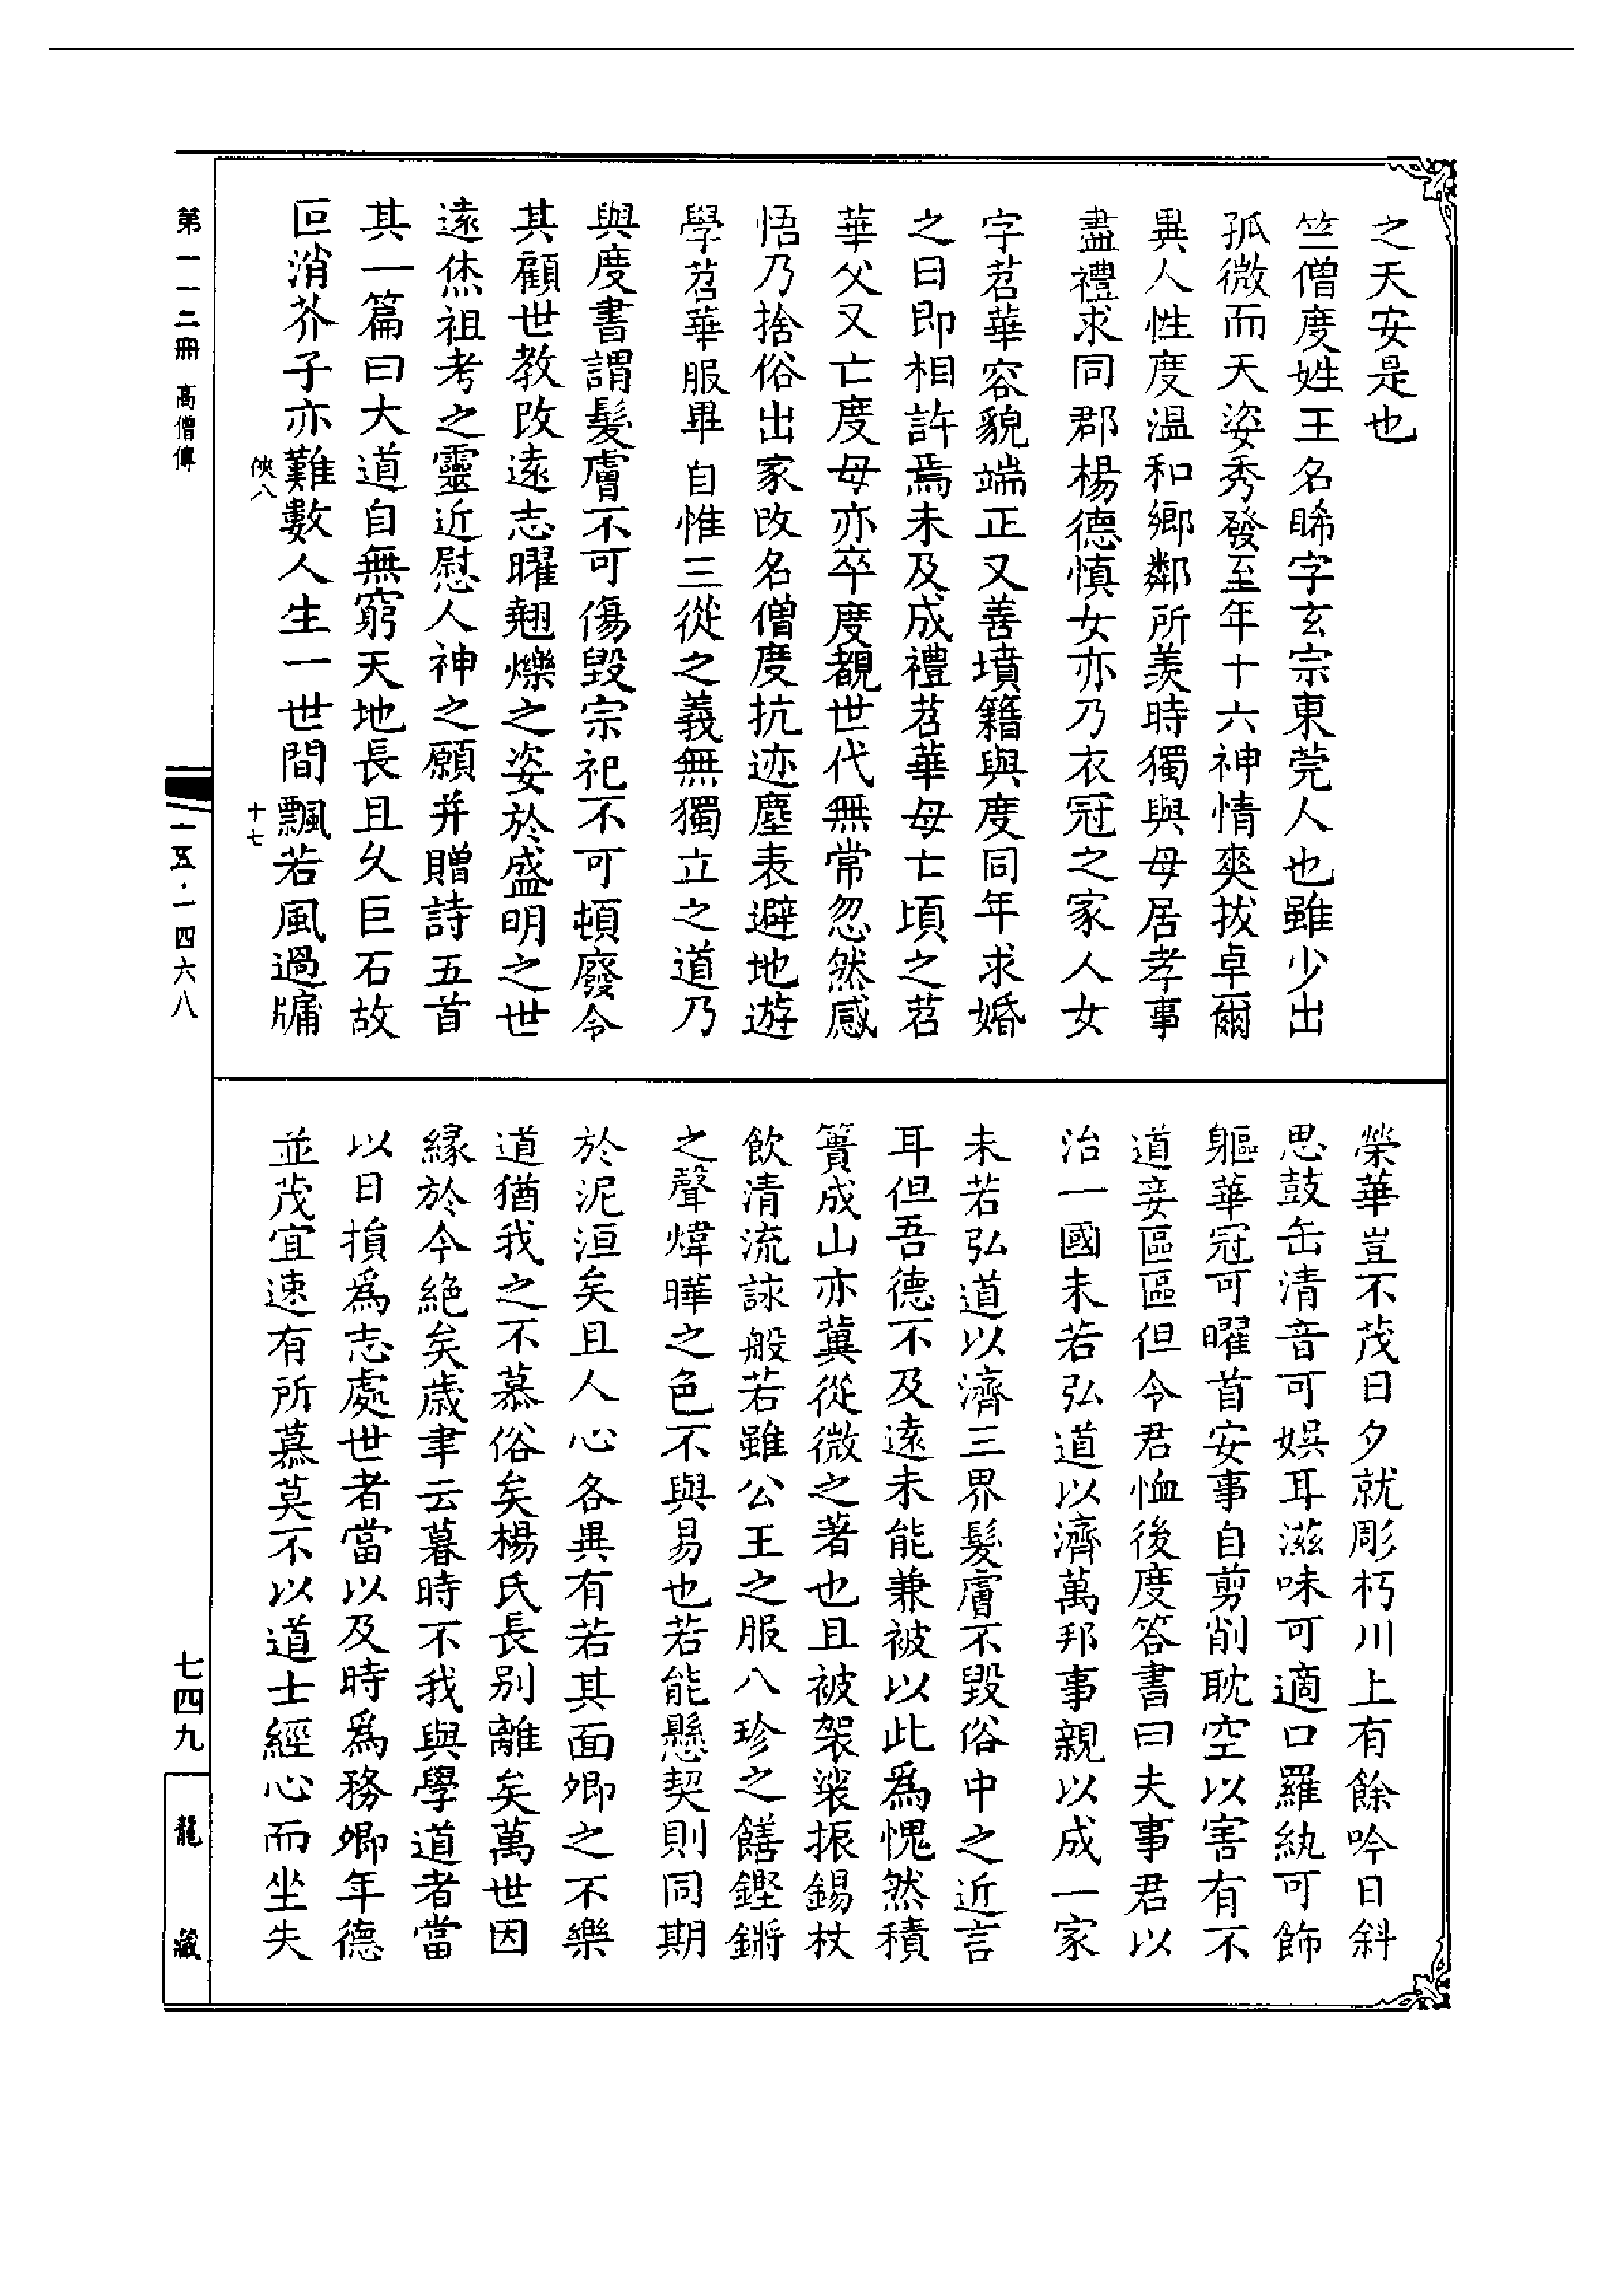 之天安是也
竺僧度姓王名晞字玄宗東莞人也雖少出
孤微而天姿秀發至年十六神情爽拔卓爾
異人性度溫和鄉鄰所羨時獨與母居孝事
盡禮求同郡楊德慎女亦乃衣冠之家人女
字苕華容貌端正又善墳籍與度同年求婚
之日即相許焉未及成禮苕華母亡頃之苕
華父又亡度母亦卒度覩世代無常忽然感
悟乃捨俗出家改名僧度抗迹塵表避地遊
學苕華服畢自惟三從之義無獨立之道乃
與度書謂髮膚不可傷毀宗祀不可頓廢令
其顧世教改遠志曜翹爍之姿於盛明之世
遠烋祖考之靈近慰人神之願并贈詩五首
其一篇曰大道自無窮天地長且久巨石故
叵消芥子亦難數人生一世間飄若風過牖
榮華豈不茂日夕就彫朽川上有餘吟日斜
思鼓缶清音可娛耳滋味可適口羅紈可飾
軀華冠可曜首安事自剪削耽空以害有不
道妾區區但令君恤後度答書曰夫事君以
治一國未若弘道以濟萬邦事親以成一家
未若弘道以濟三界髮膚不毀俗中之近言
耳但吾德不及遠未能兼被以此為愧然積
簣成山亦冀從微之著也且被袈裟振錫杖
飲清流詠般若雖公王之服八珍之饍鏗鏘
之聲煒曄之色不與易也若能懸契則同期
於泥洹矣且人心各異有若其面卿之不樂
道猶我之不慕俗矣楊氏長别離矣萬世因
緣於今絶矣歲聿云暮時不我與學道者當
以日損為志處世者當以及時為務卿年德
並茂宜速有所慕莫不以道士經心而坐失
第一一二冊 高僧傳
俠八
十七
一五·一四六八
七四九
龍藏